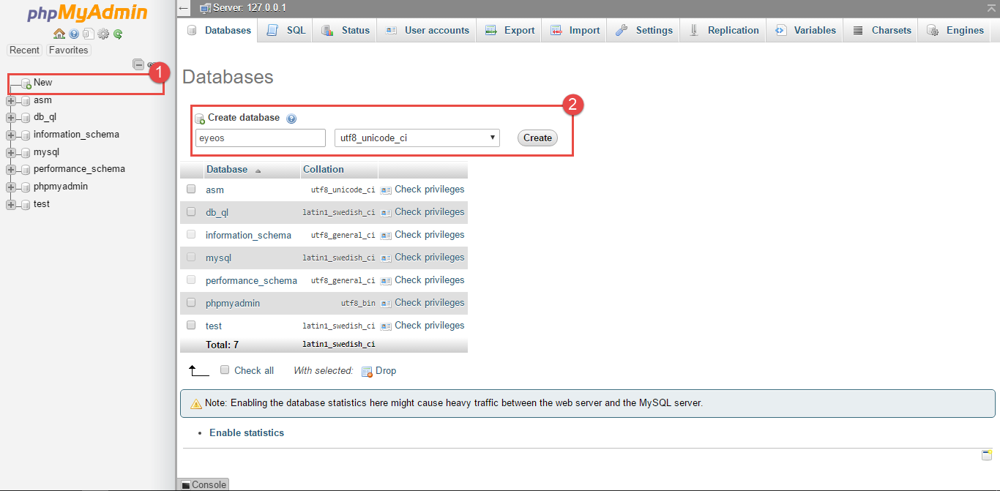 phpMyAdmin
Recent Favorites
New
1
asm
db_ql
information_schema
mysql
performance_schema
phpmyadmin
test
Server: 127.0.0.1
Databases SQL Status User accounts Export Import Settings Replication Variables Charsets Engines
Databases
2
Create database
eyeos utf8_unicode_ci Create
Database Collation
asm utf8_unicode_ci Check privileges
db_ql latin1_swedish_ci Check privileges
information_schema utf8_general_ci Check privileges
mysql latin1_swedish_ci Check privileges
performance_schema utf8_general_ci Check privileges
phpmyadmin utf8_bin Check privileges
test latin1_swedish_ci Check privileges
Total: 7 latin1_swedish_ci
Check all With selected: Drop
Note: Enabling the database statistics here might cause heavy traffic between the web server and the MySQL server.
• Enable statistics
Console